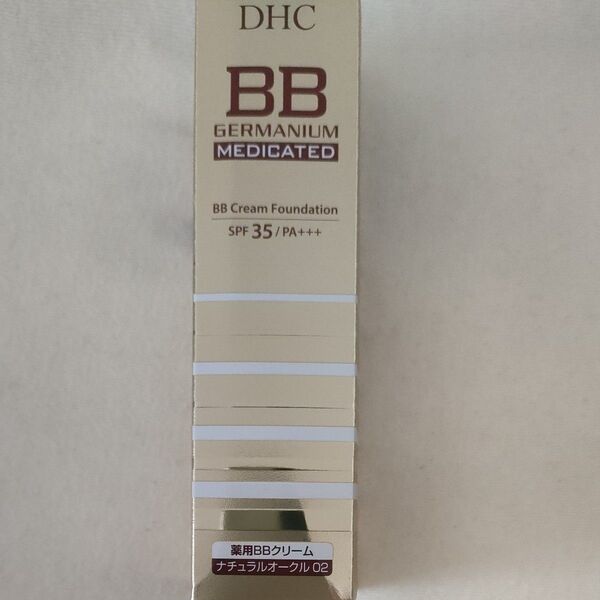 DHC
BB
GERMANIUM
MEDICATED
BB Cream Foundation
SPF 35 / PA+++
薬用BBクリーム
ナチュラルオークル 02